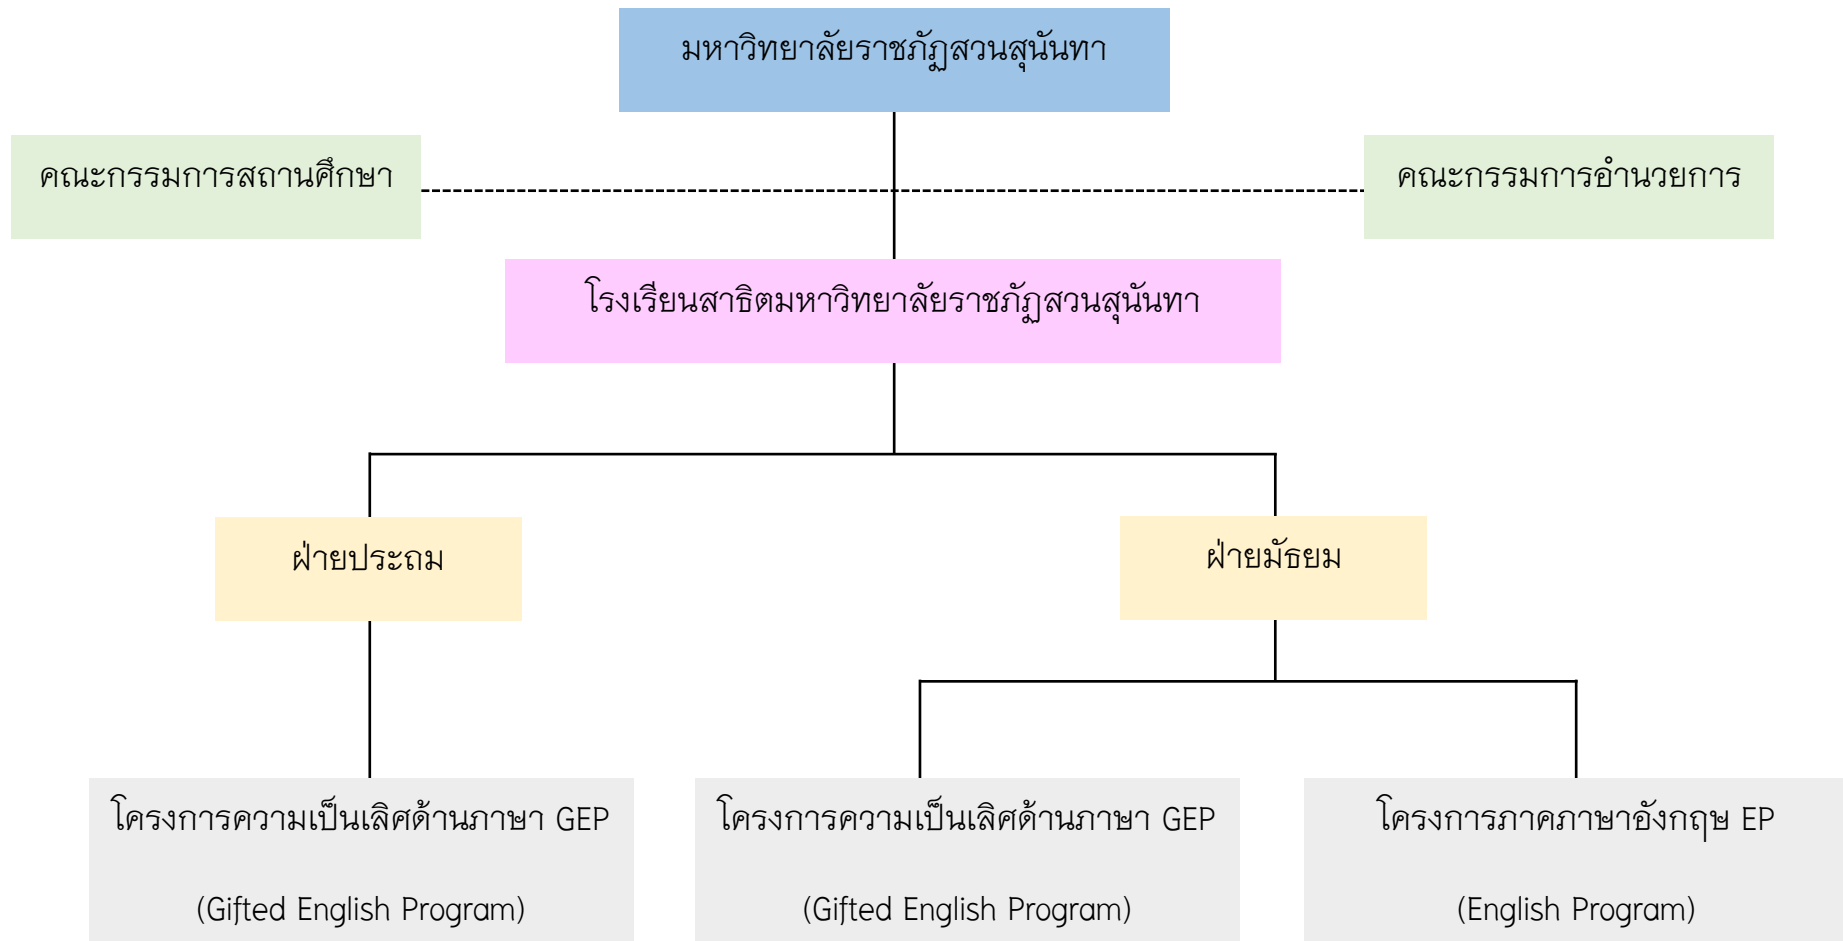 มหาวิทยาลัยราชภัฏสวนสุนันทา
คณะกรรมการสถานศึกษา
คณะกรรมการอำนวยการ
โรงเรียนสาธิตมหาวิทยาลัยราชภัฏสวนสุนันทา
ฝ่ายประถม
ฝ่ายมัธยม
โครงการความเป็นเลิศด้านภาษา GEP
(Gifted English Program)
โครงการความเป็นเลิศด้านภาษา GEP
(Gifted English Program)
โครงการภาคภาษาอังกฤษ EP
(English Program)